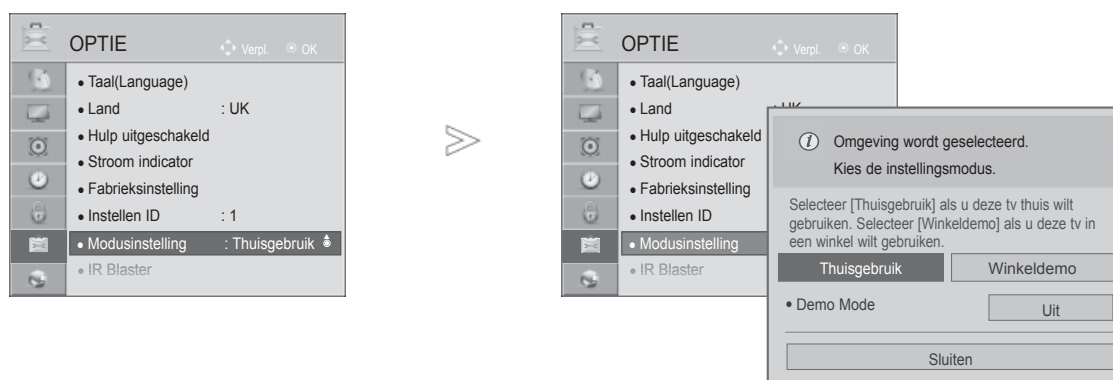 OPTIE Verpl. OK
• Taal(Language)
• Land : UK
• Hulp uitgeschakeld
• Stroom indicator
• Fabrieksinstelling
• Instellen ID : 1
• Modusinstelling : Thuisgebruik
• IR Blaster
OPTIE Verpl. OK
• Taal(Language)
• Land : UK
• Hulp uitgeschakeld
• Stroom indicator
• Fabrieksinstelling
• Instellen ID
• Modusinstelling
• IR Blaster
Omgeving wordt geselecteerd.
Kies de instellingsmodus.
Selecteer [Thuisgebruik] als u deze tv thuis wilt
gebruiken. Selecteer [Winkeldemo] als u deze tv in
een winkel wilt gebruiken.
Thuisgebruik Winkeldemo
• Demo Mode Uit
Sluiten